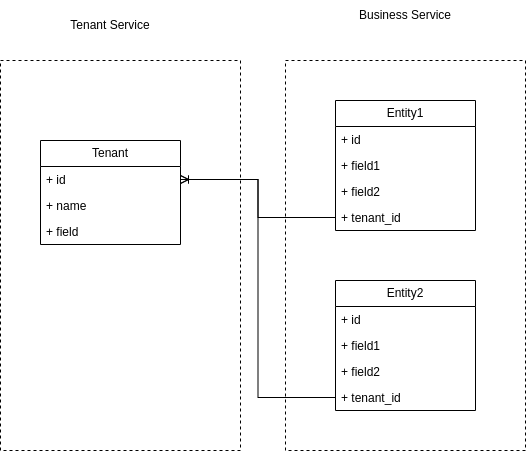 Tenant Service
Business Service
Tenant
+ id
+ name
+ field
Entity1
+ id
+ field1
+ field2
+ tenant_id
Entity2
+ id
+ field1
+ field2
+ tenant_id